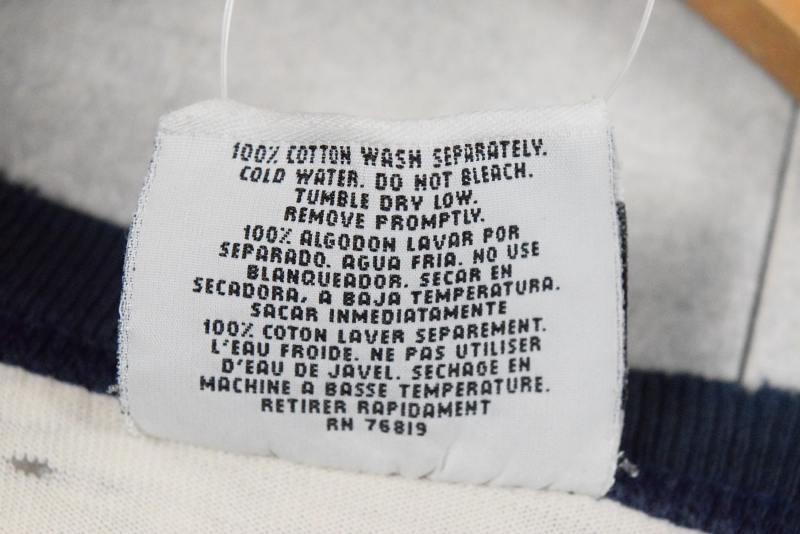 100% COTTON WASH SEPARATELY.
COLD WATER. DO NOT BLEACH.
TUMBLE DRY LOW.
REMOVE PROMPTLY.
100% ALGODON LAVAR POR
SEPARADO. AGUA FRIA. NO USE
BLANQUEADOR. SECAR EN
SECADORA, A BAJA TEMPERATURA.
SACAR INMEDIATAMENTE
100% COTON LAVER SEPAREMENT.
L'EAU FROIDE. NE PAS UTILISER
D'EAU DE JAVEL. SECHAGE EN
MACHINE A BASSE TEMPERATURE.
RETIRER RAPIDAMENT
RN 76819